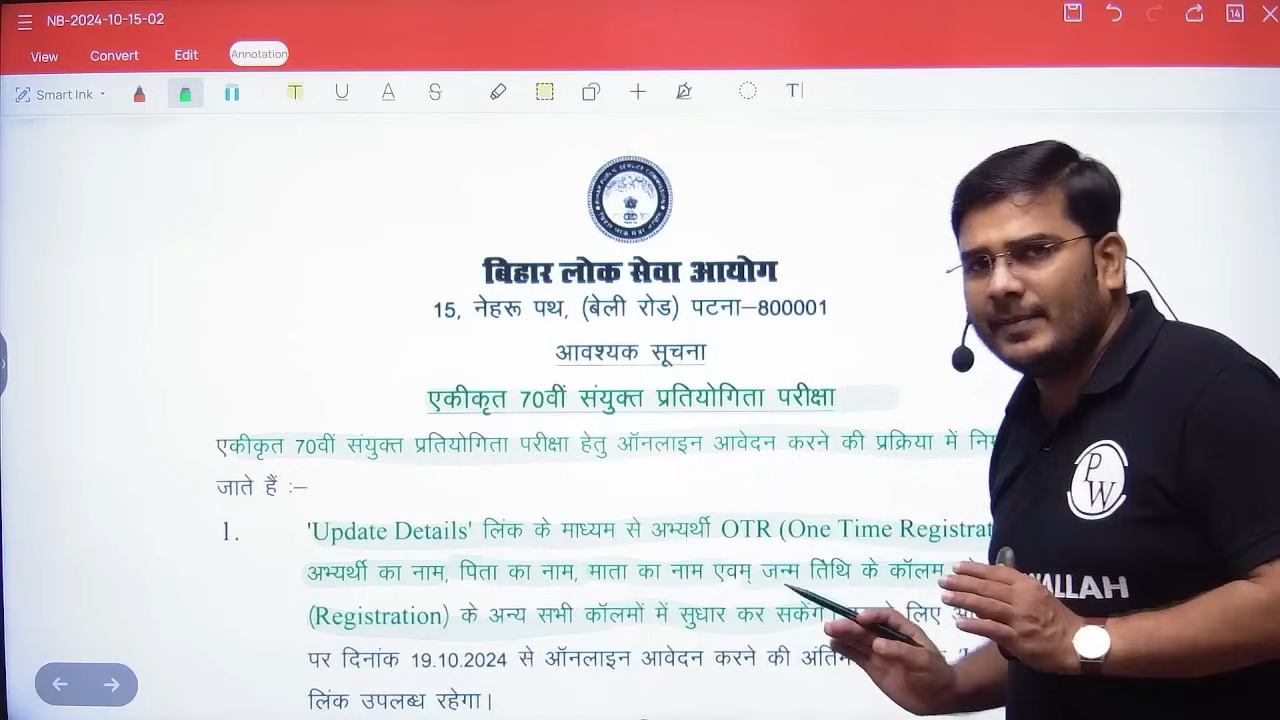 NB-2024-10-15-02
14
View Convert Edit Annotation
Smart Ink
बिहार लोक सेवा आयोग
15, नेहरू पथ, (बेली रोड) पटना–800001
आवश्यक सूचना
एकीकृत 70वीं संयुक्त प्रतियोगिता परीक्षा
एकीकृत 70वीं संयुक्त प्रतियोगिता परीक्षा हेतु ऑनलाइन आवेदन करने की प्रक्रिया में
जाते हैं :–
1. 'Update Details' लिंक के माध्यम से अभ्यर्थी OTR (One Time Registrat
अभ्यर्थी का नाम, पिता का नाम, माता का नाम एवम् जन्म तिथि के कॉलम
(Registration) के अन्य सभी कॉलमों में सुधार कर सकेंगे। लिए
पर दिनांक 19.10.2024 से ऑनलाइन आवेदन करने की
लिंक उपलब्ध रहेगा।
PW
WALLAH